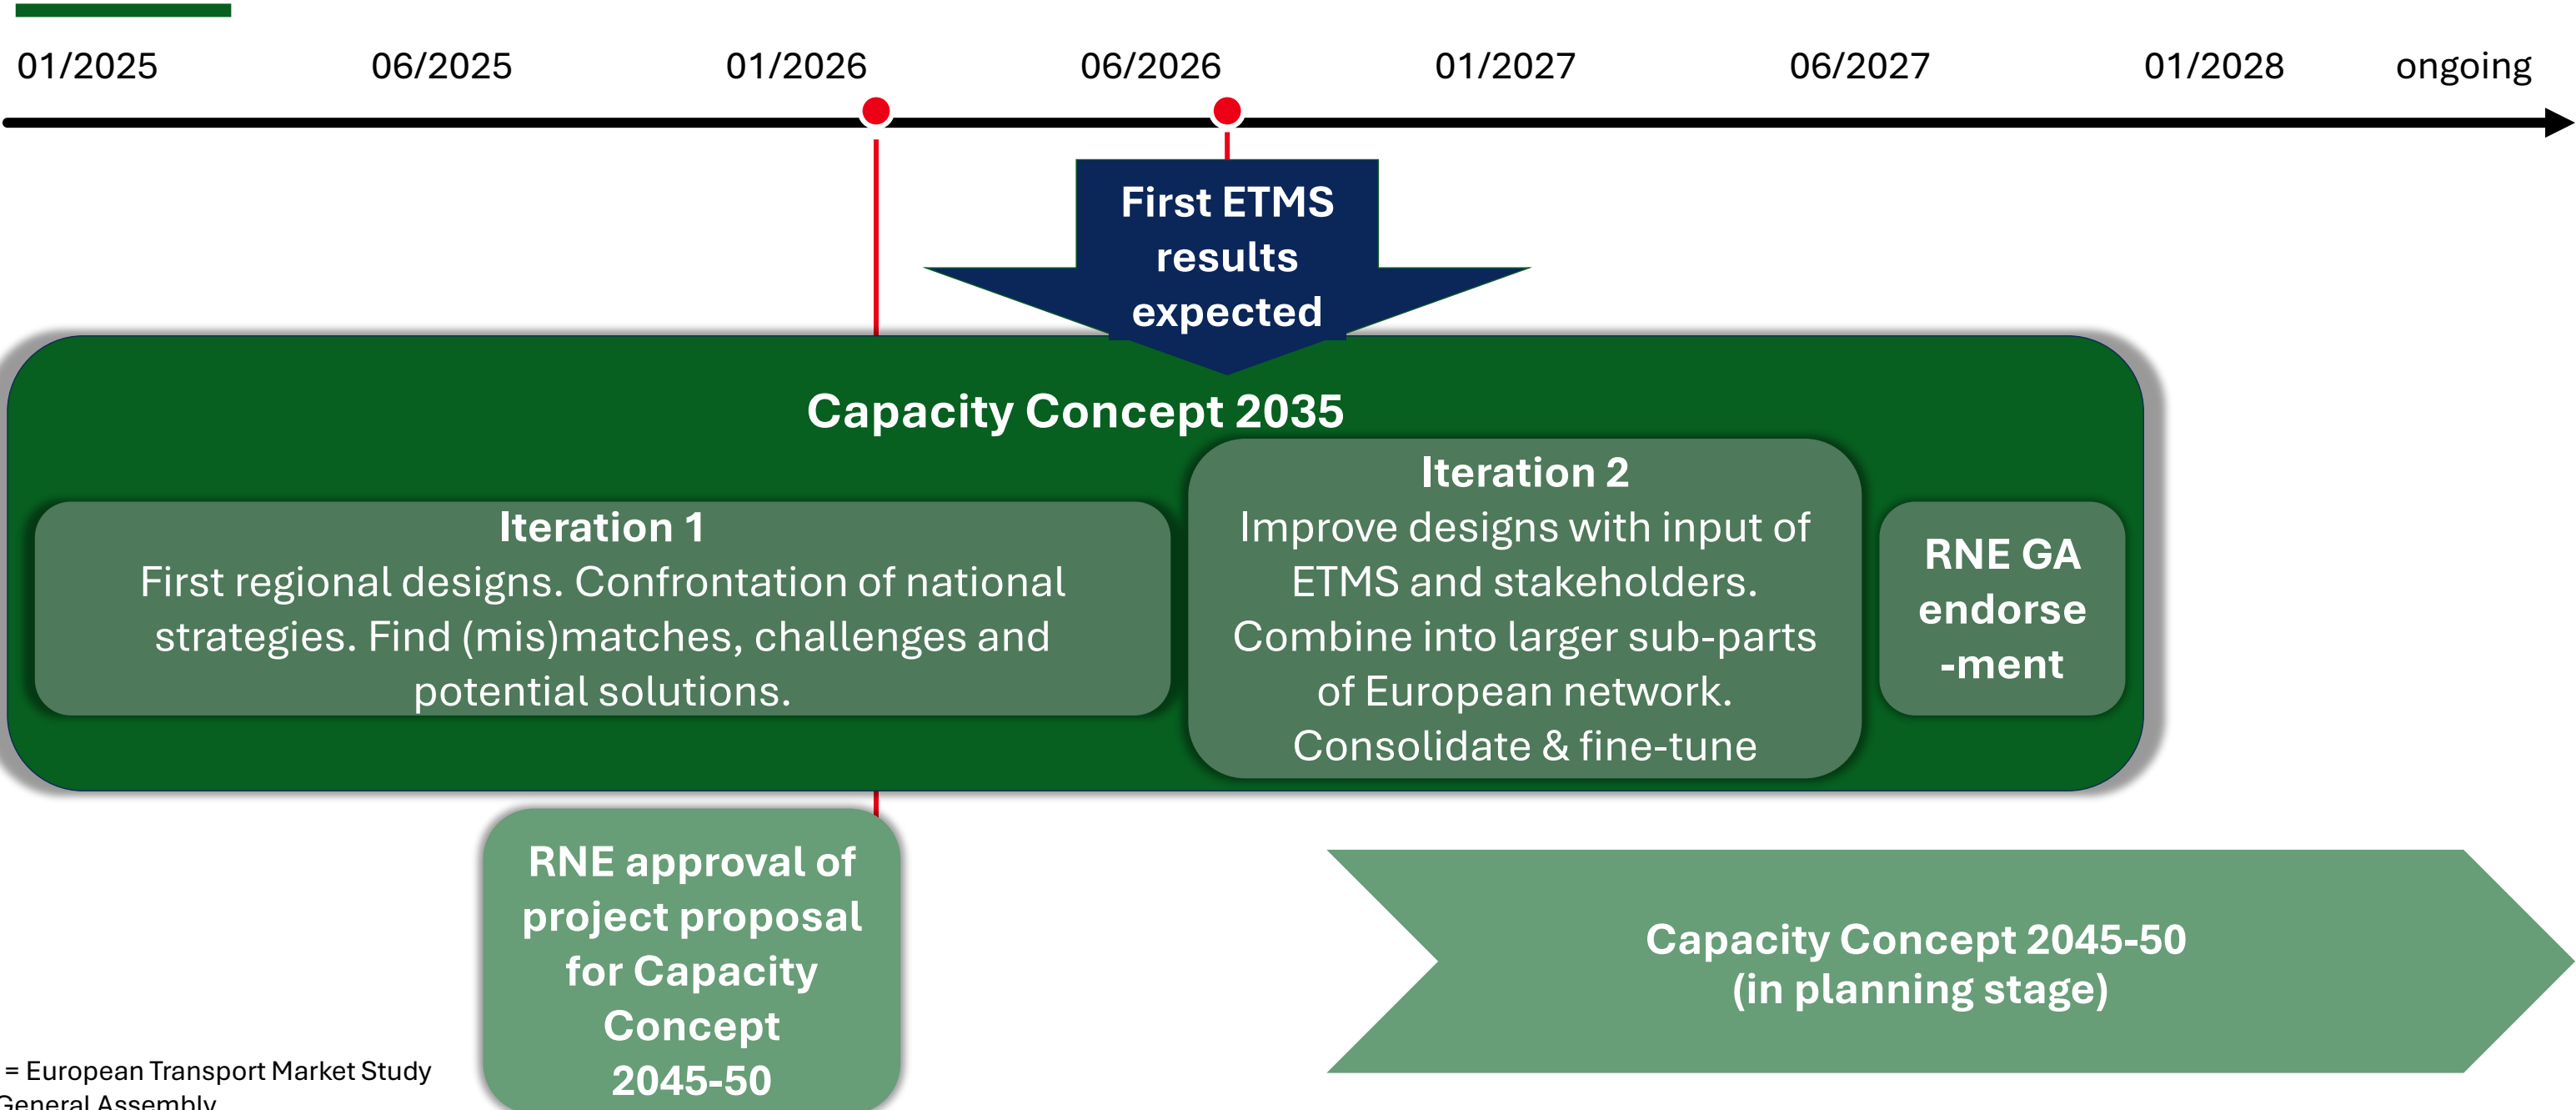 01/2025 06/2025 01/2026 06/2026 01/2027 06/2027 01/2028 ongoing
First ETMS
results
expected
Capacity Concept 2035
Iteration 1
First regional designs. Confrontation of national
strategies. Find (mis)matches, challenges and
potential solutions.
Iteration 2
Improve designs with input of
ETMS and stakeholders.
Combine into larger sub-parts
of European network.
Consolidate & fine-tune
RNE GA
endorse
-ment
RNE approval of
project proposal
for Capacity
Concept
2045-50
Capacity Concept 2045-50
(in planning stage)
= European Transport Market Study
General Assembly